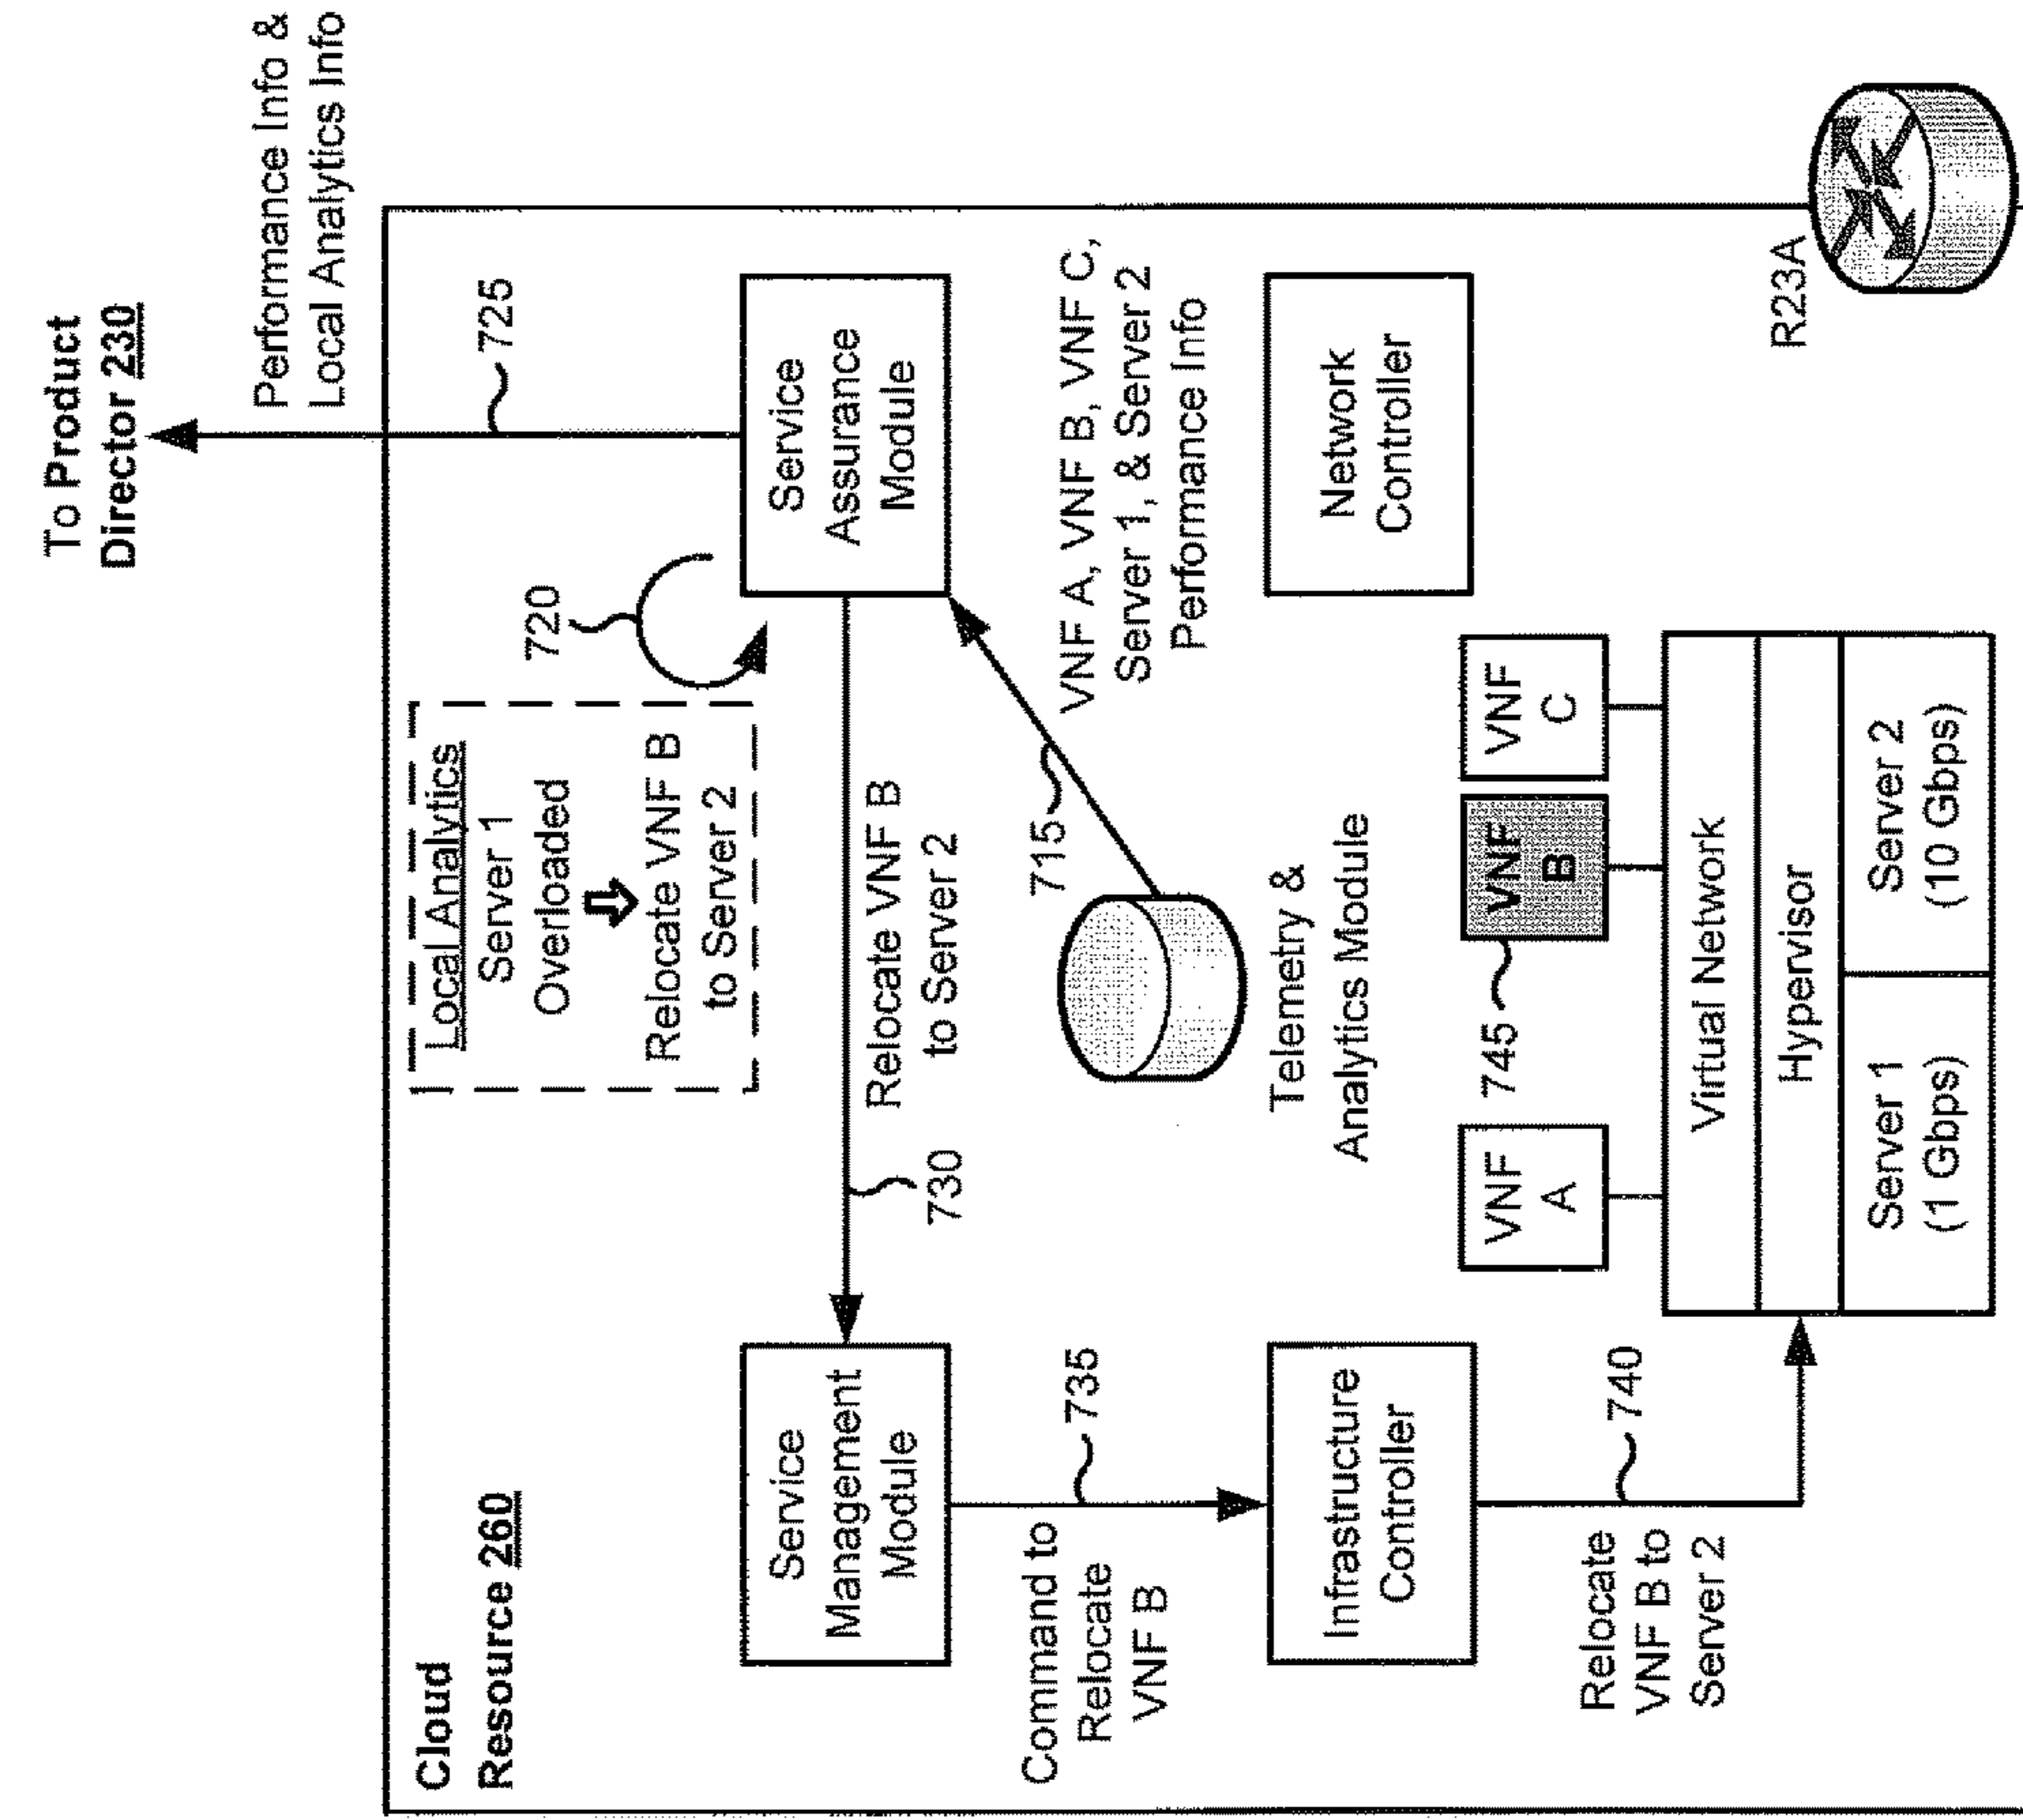 To Product
Director 230
Performance Info &
Local Analytics Info
725
Cloud
Resource 260
Local Analytics
Server 1
Overloaded
Relocate VNF B
to Server 2
720
Service
Management
Module
Service
Assurance
Module
730
Relocate VNF B
to Server 2
Command to
Relocate
VNF B
735
715
VNF A, VNF B, VNF C,
Server 1, & Server 2
Performance Info
Telemetry &
Analytics Module
Infrastructure
Controller
Network
Controller
VNF
A
745
VNF
B
VNF
C
Relocate
VNF B to
Server 2
740
Virtual Network
Hypervisor
Server 1
(1 Gbps)
Server 2
(10 Gbps)
R23A